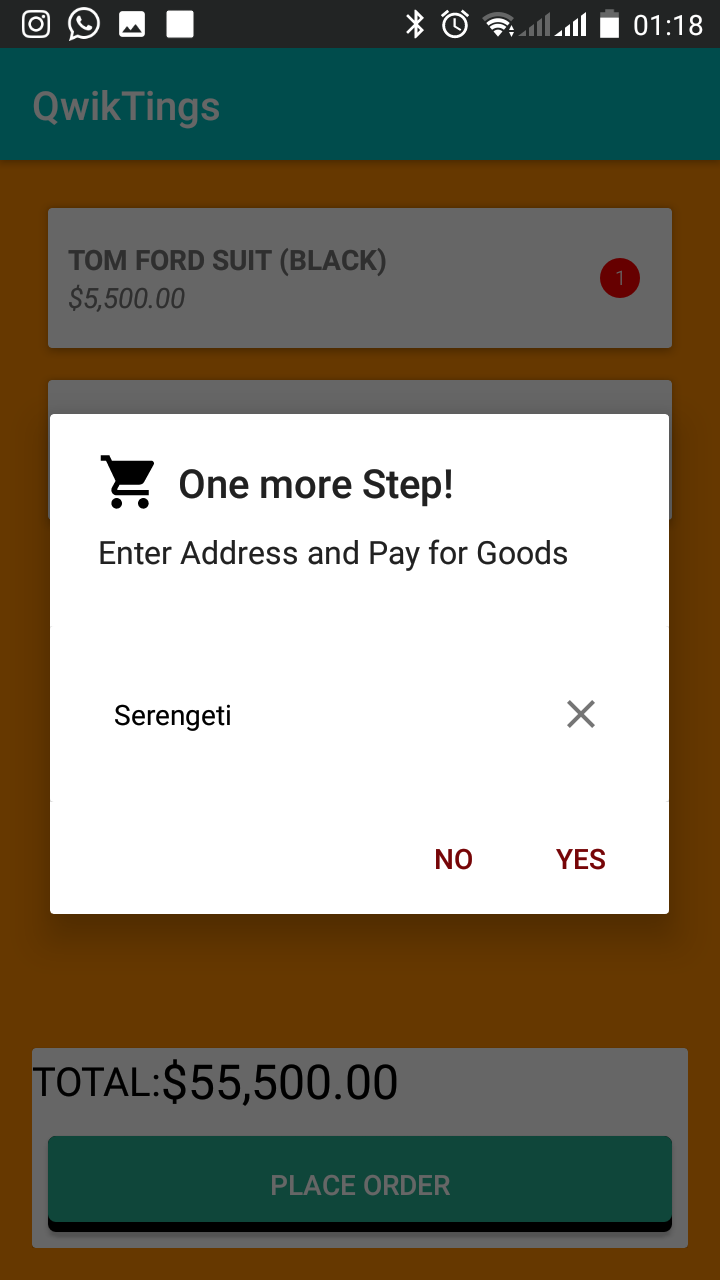 01:18
QwikTings
TOM FORD SUIT (BLACK)
$5,500.00
1
One more Step!
Enter Address and Pay for Goods
Serengeti
NO YES
TOTAL:$55,500.00
PLACE ORDER